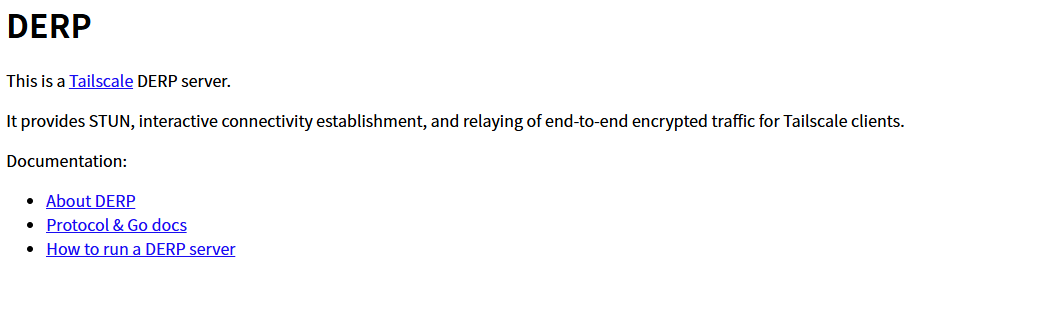 DERP
This is a Tailscale DERP server.
It provides STUN, interactive connectivity establishment, and relaying of end-to-end encrypted traffic for Tailscale clients.
Documentation:
About DERP
Protocol & Go docs
How to run a DERP server